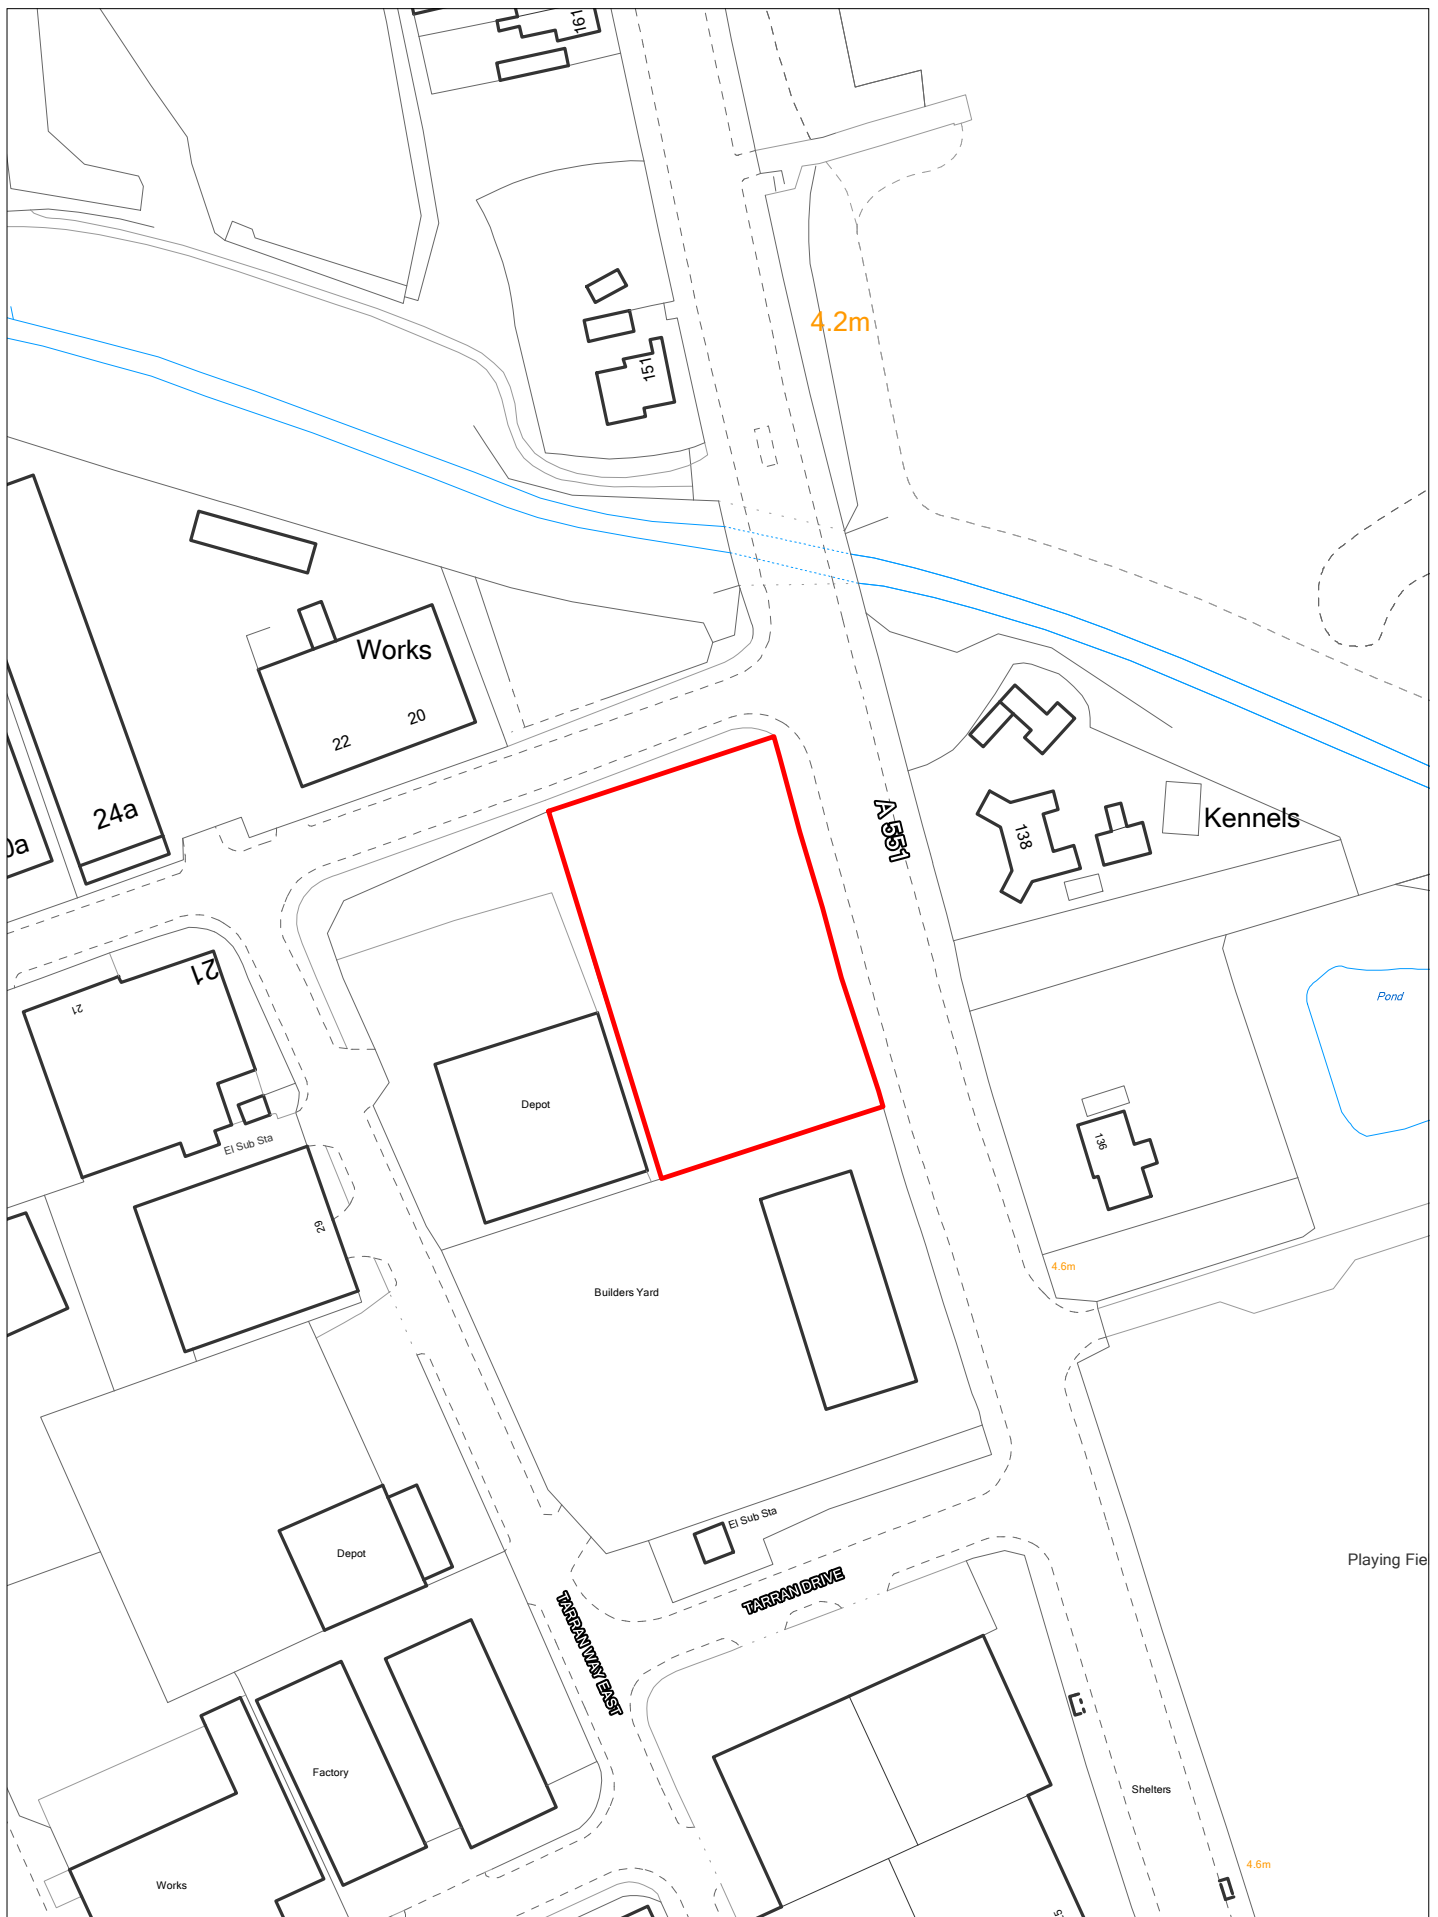 161
4.2m
151
Works
20
22
24a
0a
A 551
138
Kennels
21
21
Pond
Depot
136
El Sub Sta
29
4.6m
Builders Yard
El Sub Sta
Depot
TARRAN DRIVE
Playing Fie
TARRAN WAY EAST
Factory
Shelters
4.6m
Works